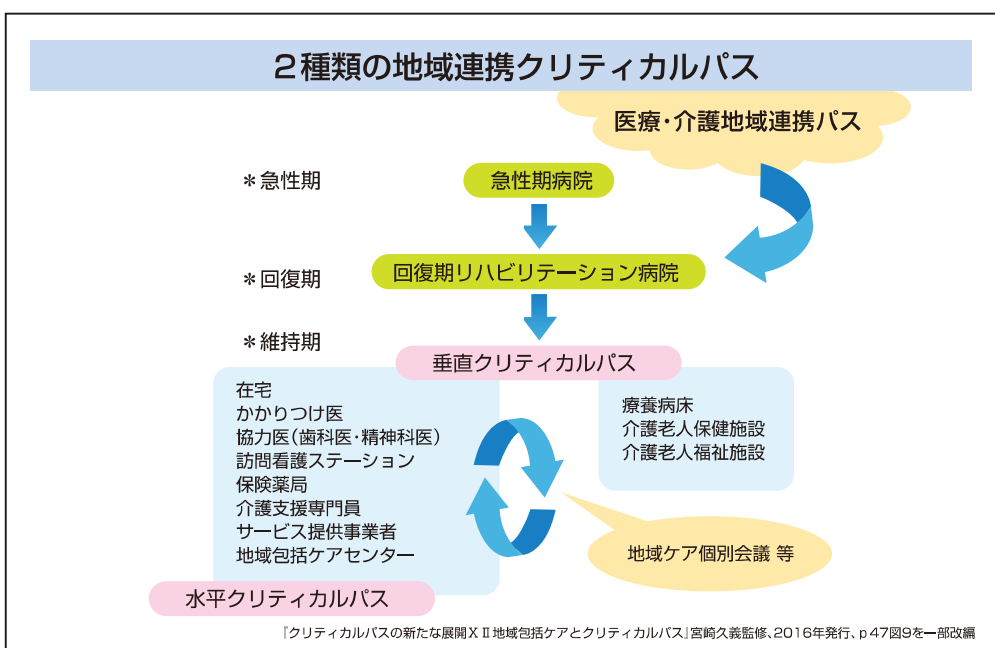 2種類の地域連携クリティカルパス
医療・介護地域連携パス
＊急性期
急性期病院
回復期リハビリテーション病院
＊回復期
＊維持期
垂直クリティカルパス
在宅
かかりつけ医
協力医(歯科医・精神科医)
訪問看護ステーション
保険薬局
介護支援専門員
サービス提供事業者
地域包括ケアセンター
療養病床
介護老人保健施設
介護老人福祉施設
地域ケア個別会議 等
水平クリティカルパス
『クリティカルパスの新たな展開ⅩⅡ地域包括ケアとクリティカルパス』宮崎久義監修、2016年発行、p47図9を一部改編